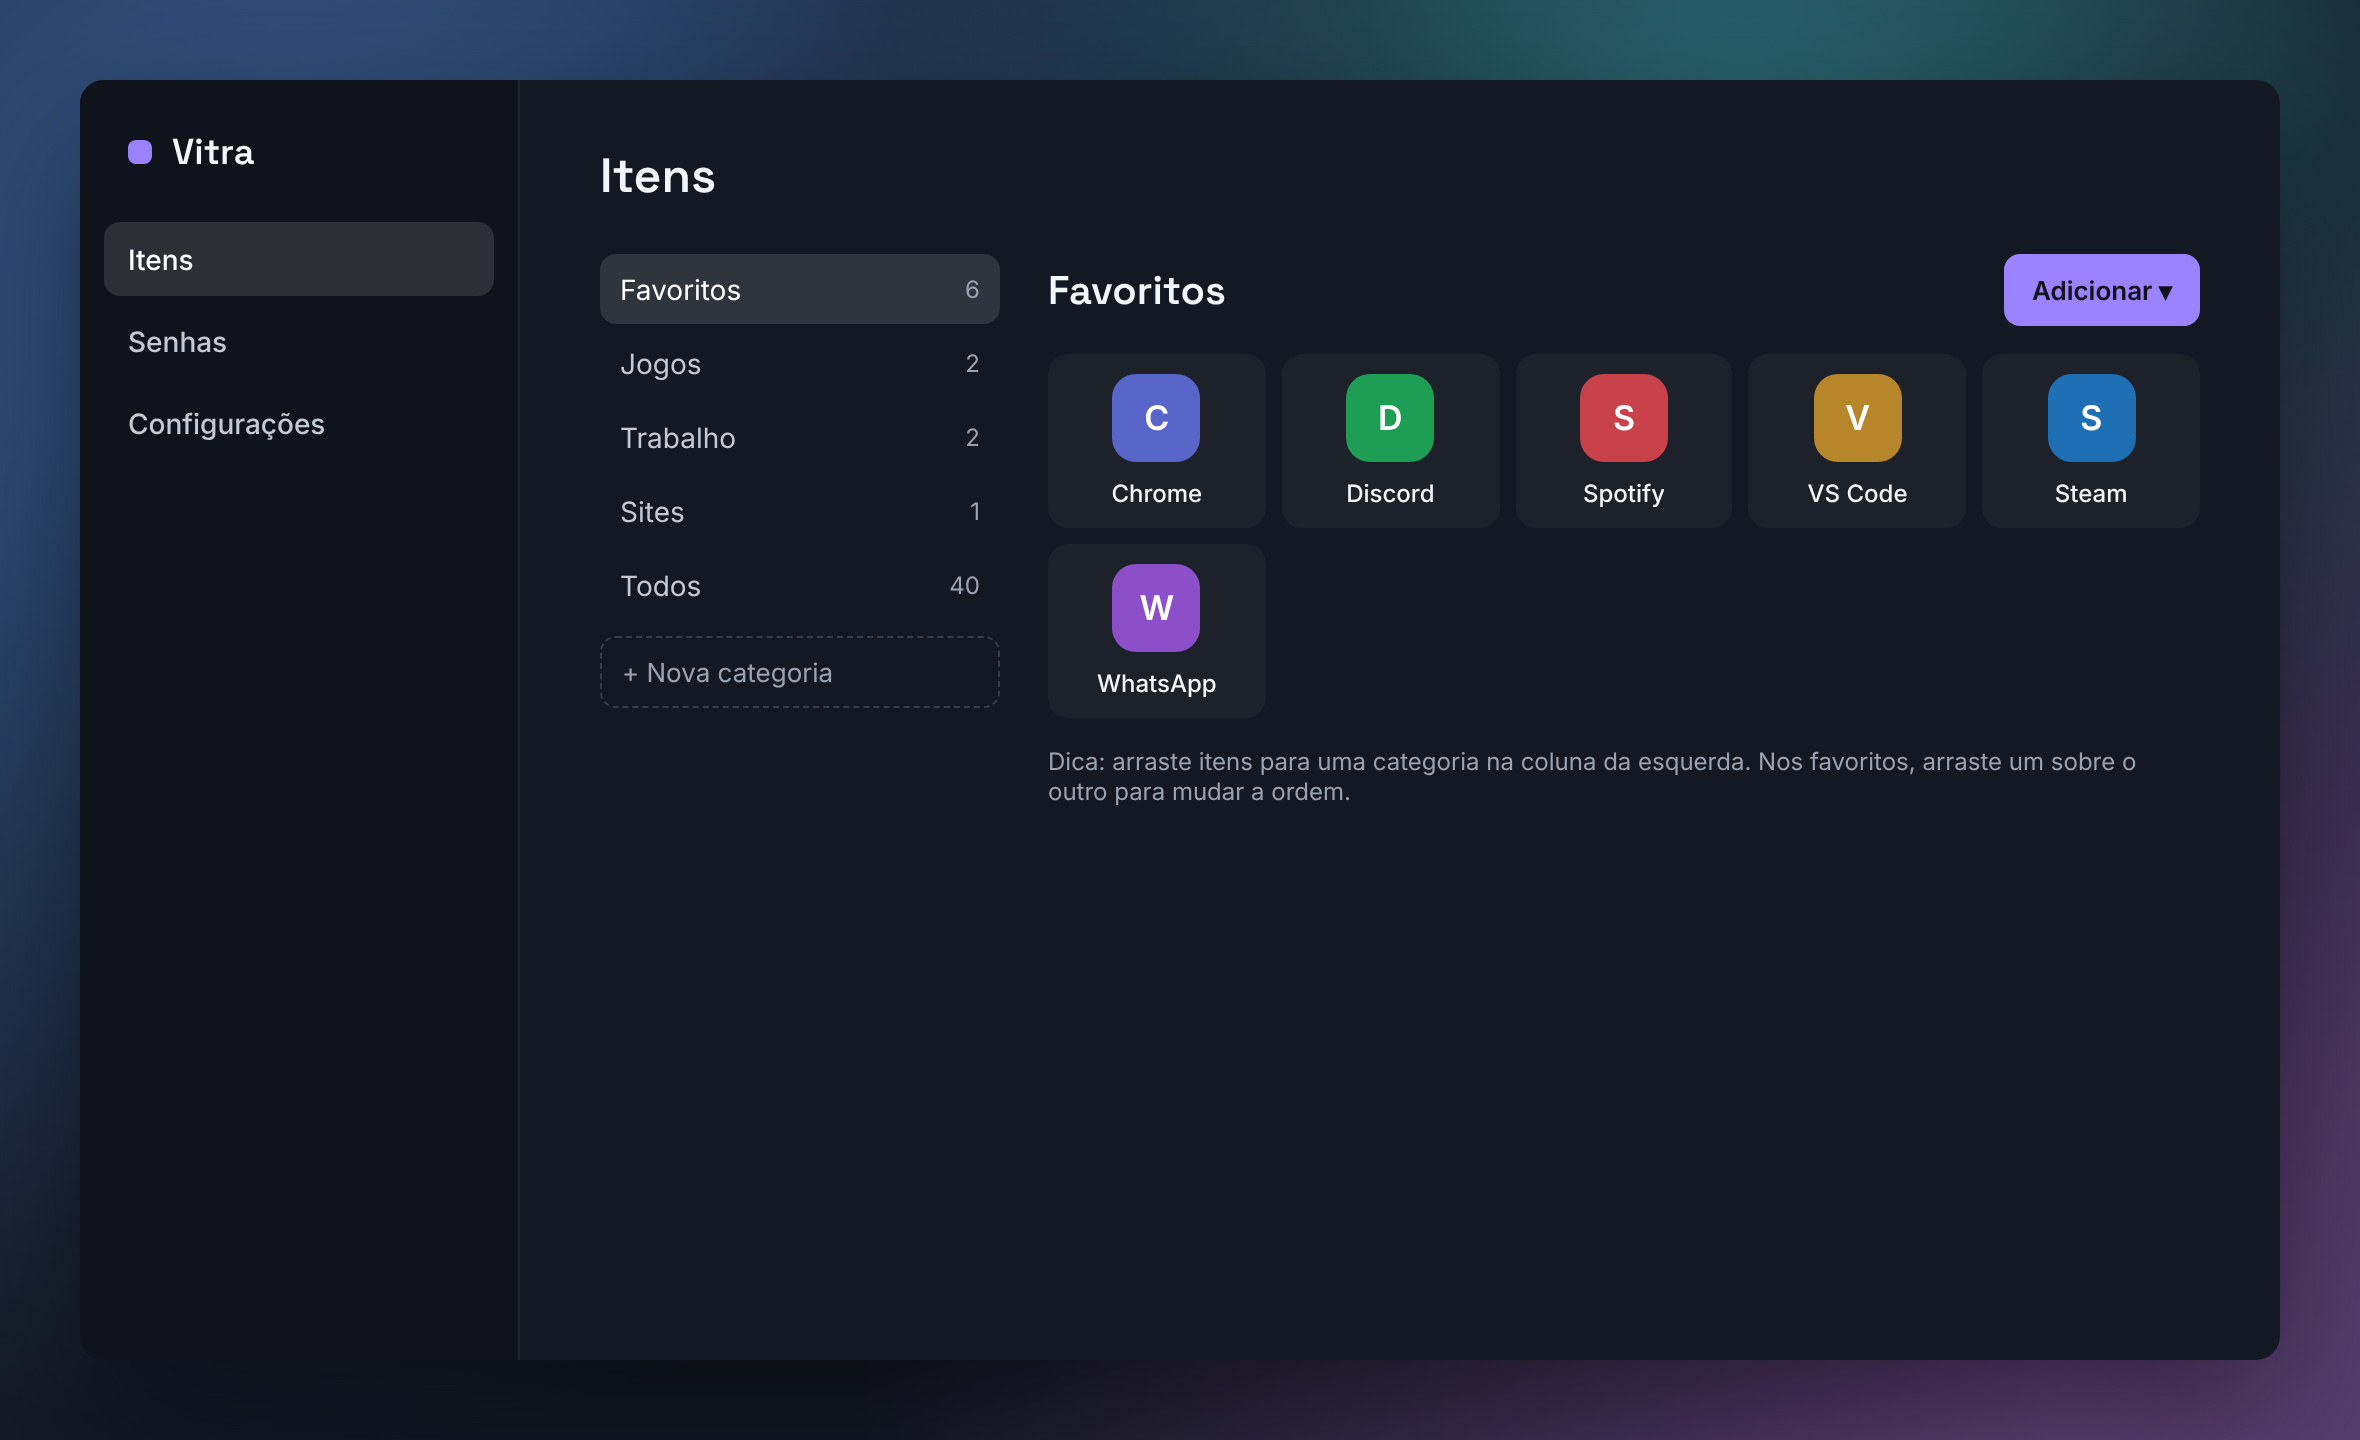 Vitra
Itens
Senhas
Configurações
Itens
Favoritos 6
Jogos 2
Trabalho 2
Sites 1
Todos 40
+ Nova categoria
Favoritos
Adicionar ▾
C
Chrome
D
Discord
S
Spotify
V
VS Code
S
Steam
W
WhatsApp
Dica: arraste itens para uma categoria na coluna da esquerda. Nos favoritos, arraste um sobre o
outro para mudar a ordem.